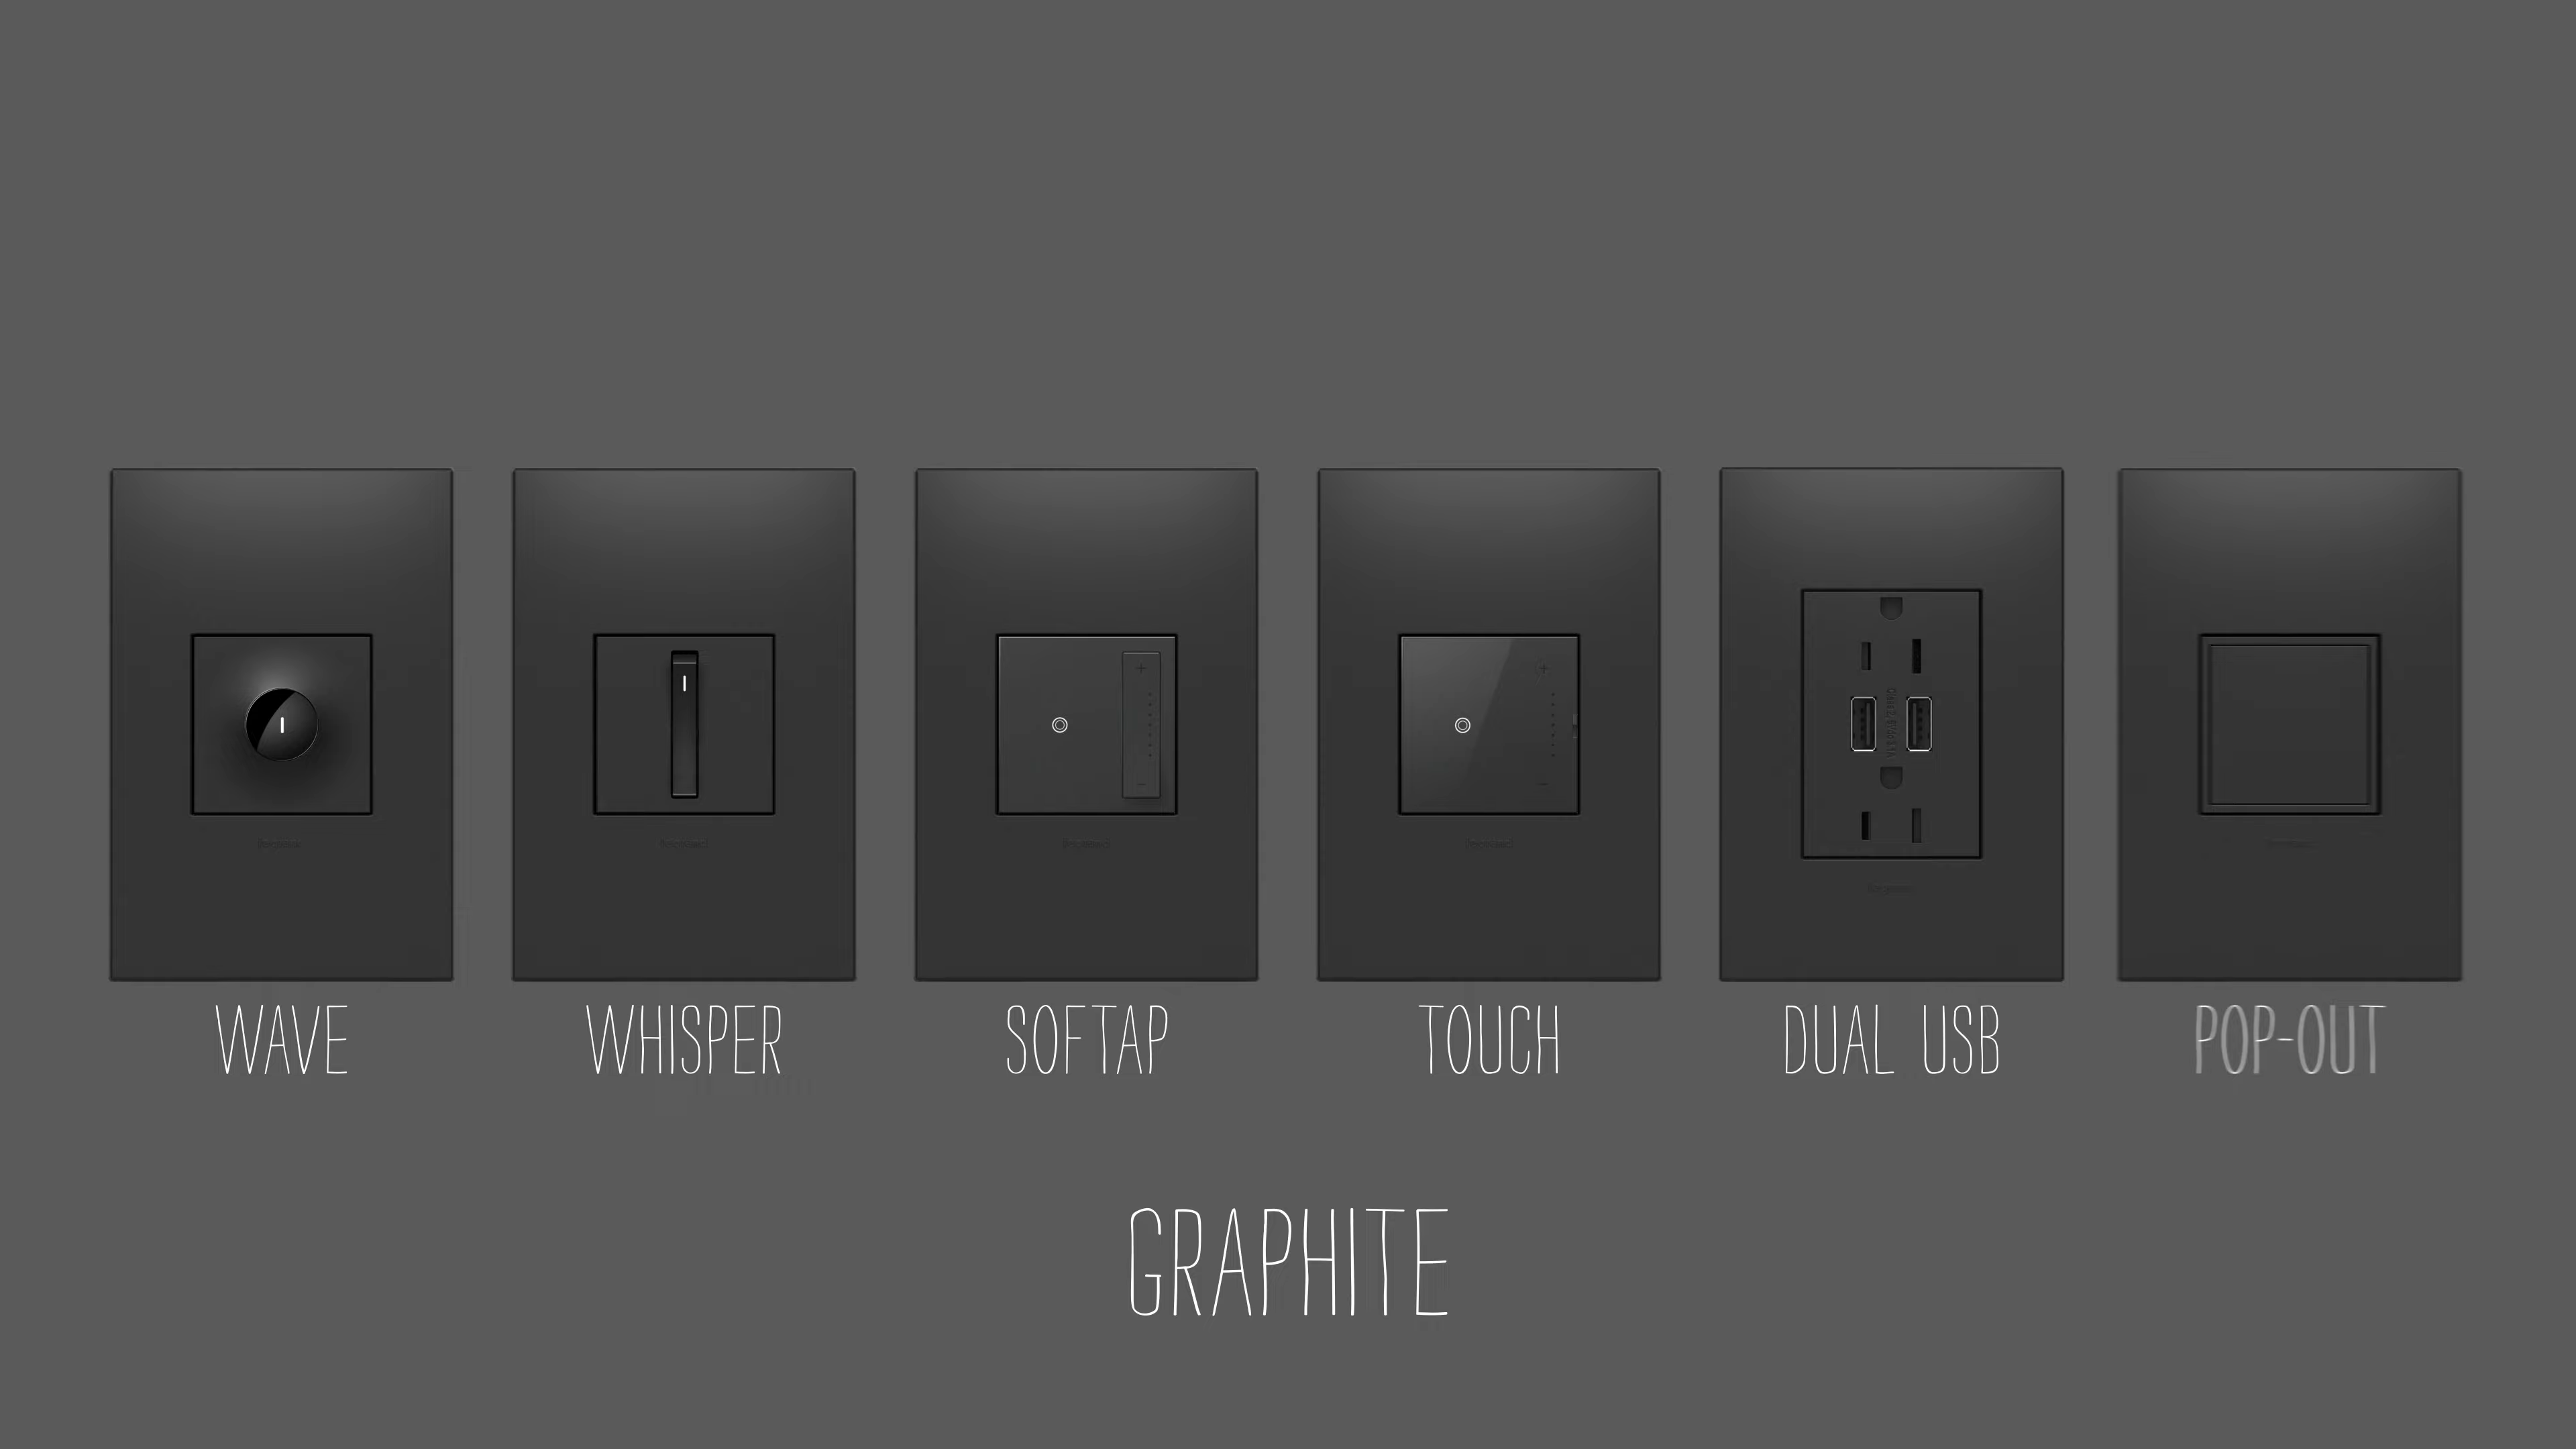 WAVE
WHISPER
SOFTAP
TOUCH
DUAL USB
POP-OUT
GRAPHITE